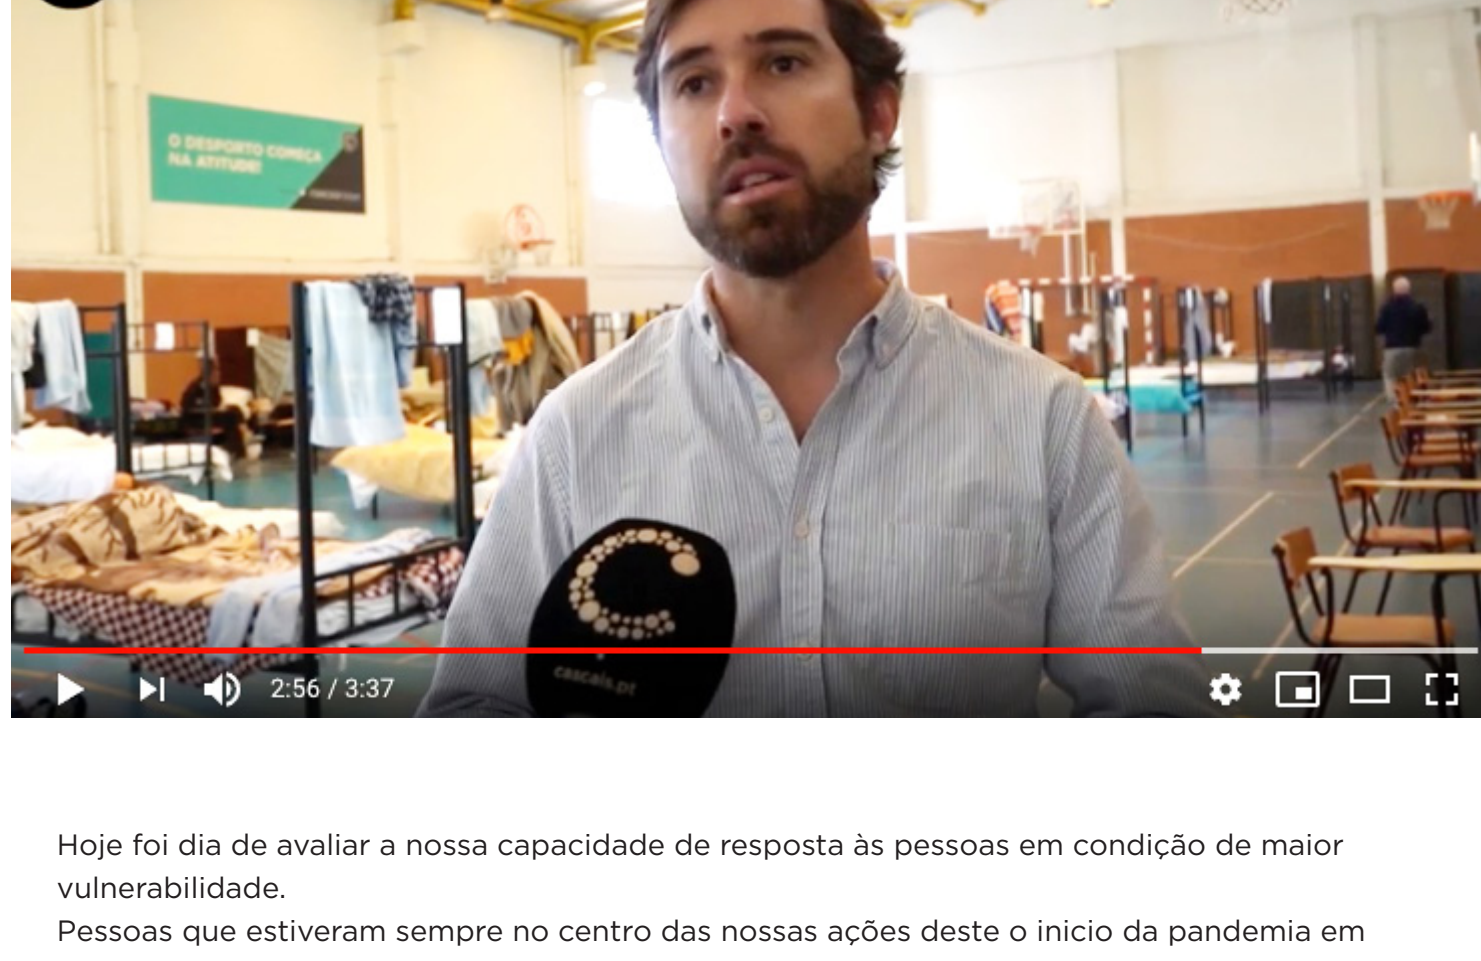 O DESPORTO COMEÇA
NA ATITUDE!
cascais.pt
2:56 / 3:37
Hoje foi dia de avaliar a nossa capacidade de resposta às pessoas em condição de maior
vulnerabilidade.
Pessoas que estiveram sempre no centro das nossas ações deste o inicio da pandemia em